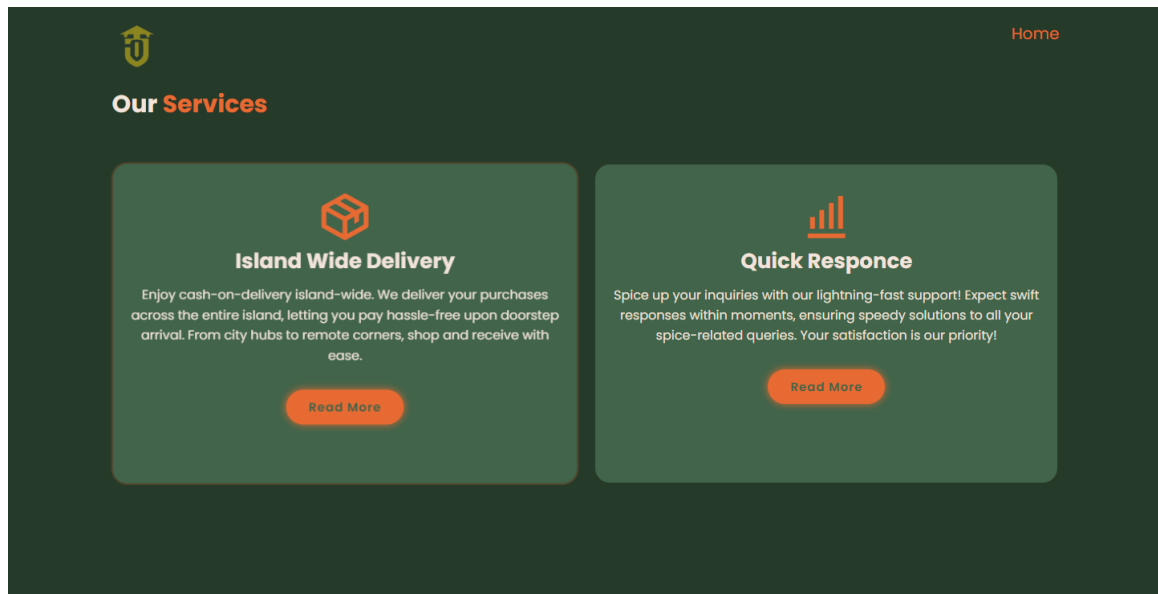 Home
Our Services
Island Wide Delivery
Enjoy cash-on-delivery island-wide. We deliver your purchases
across the entire island, letting you pay hassle-free upon doorstep
arrival. From city hubs to remote corners, shop and receive with
ease.
Read More
Quick Responce
Spice up your inquiries with our lightning-fast support! Expect swift
responses within moments, ensuring speedy solutions to all your
spice-related queries. Your satisfaction is our priority!
Read More